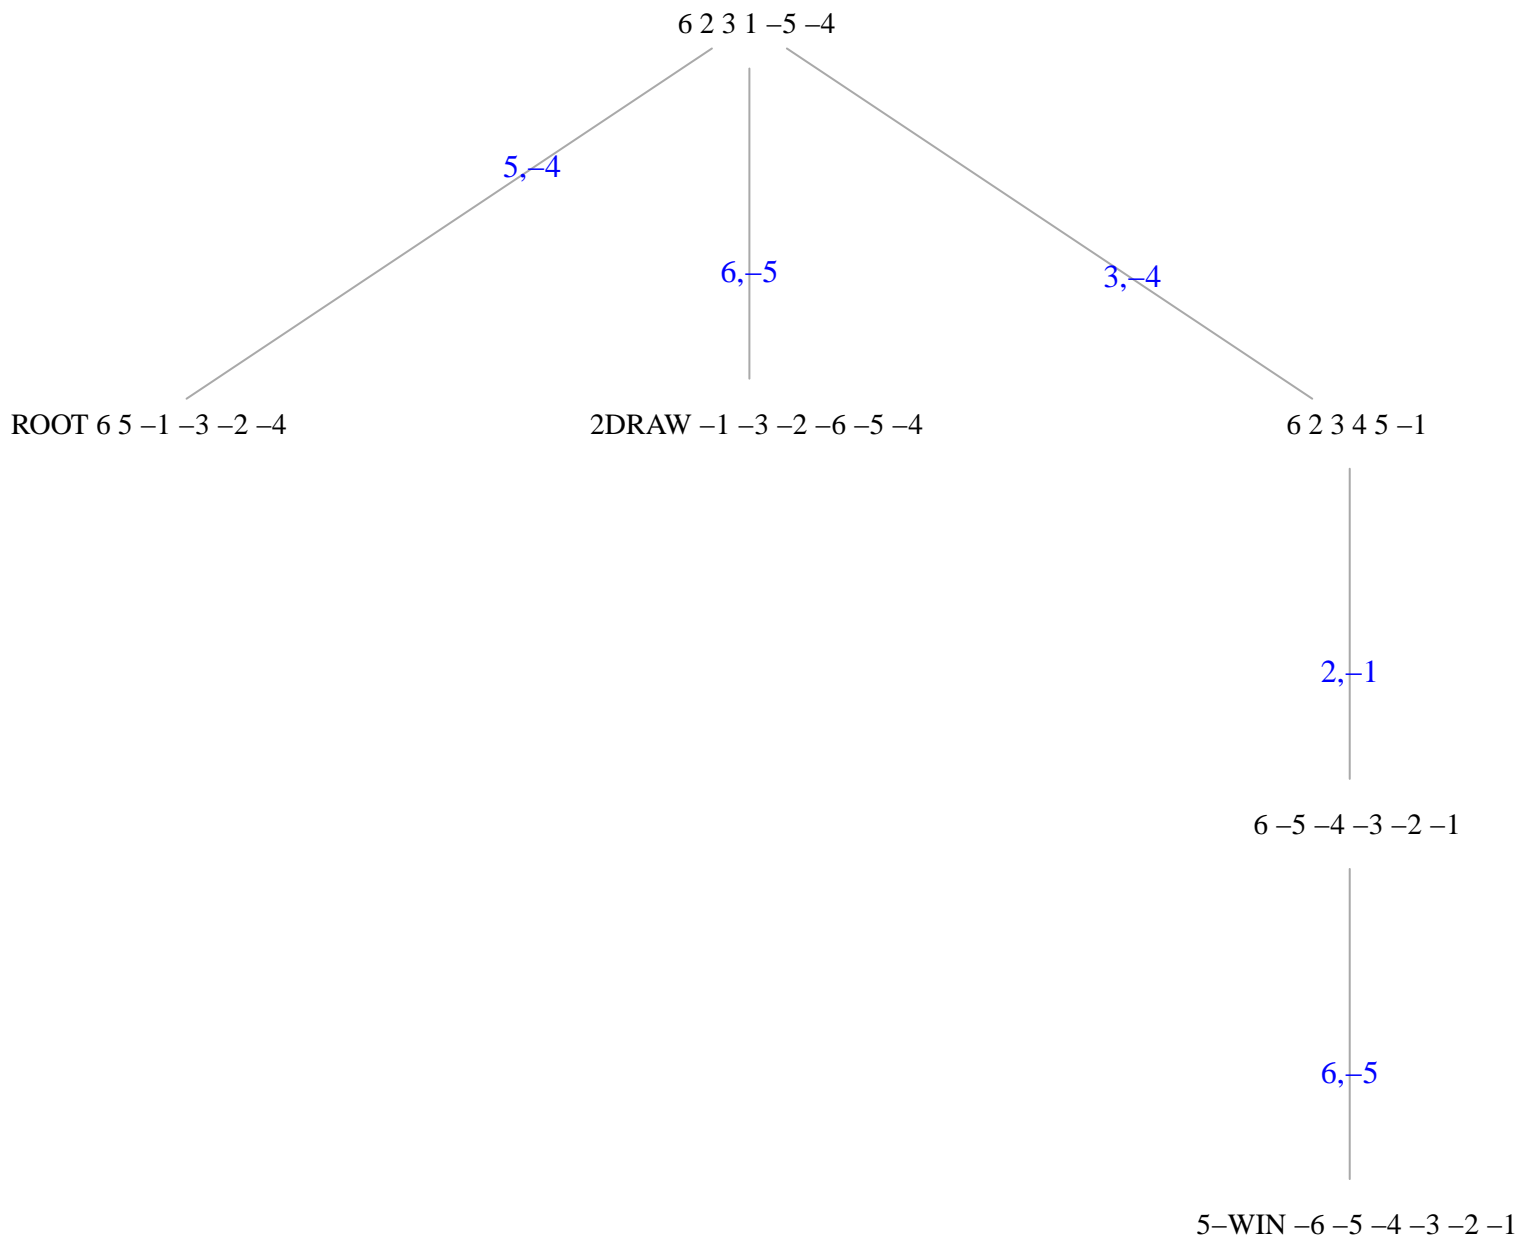 6 2 3 1 –5 –4
5,–4
6,–5
3,–4
ROOT 6 5 –1 –3 –2 –4
2DRAW –1 –3 –2 –6 –5 –4
6 2 3 4 5 –1
2,–1
6 –5 –4 –3 –2 –1
6,–5
5–WIN –6 –5 –4 –3 –2 –1